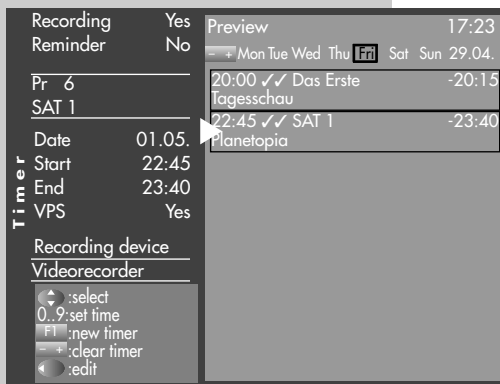 Timer
Recording Yes
Reminder No
Pr 6
SAT 1
Date 01.05.
Start 22:45
End 23:40
VPS Yes
Recording device
Videorecorder
:select
0..9:set time
F1 :new timer
- + :clear timer
:edit
Preview 17:23
- + Mon Tue Wed Thu Fri Sat Sun 29.04.
20:00 ✓✓ Das Erste -20:15
Tagesschau
22:45 ✓✓ SAT 1 -23:40
Planetopia